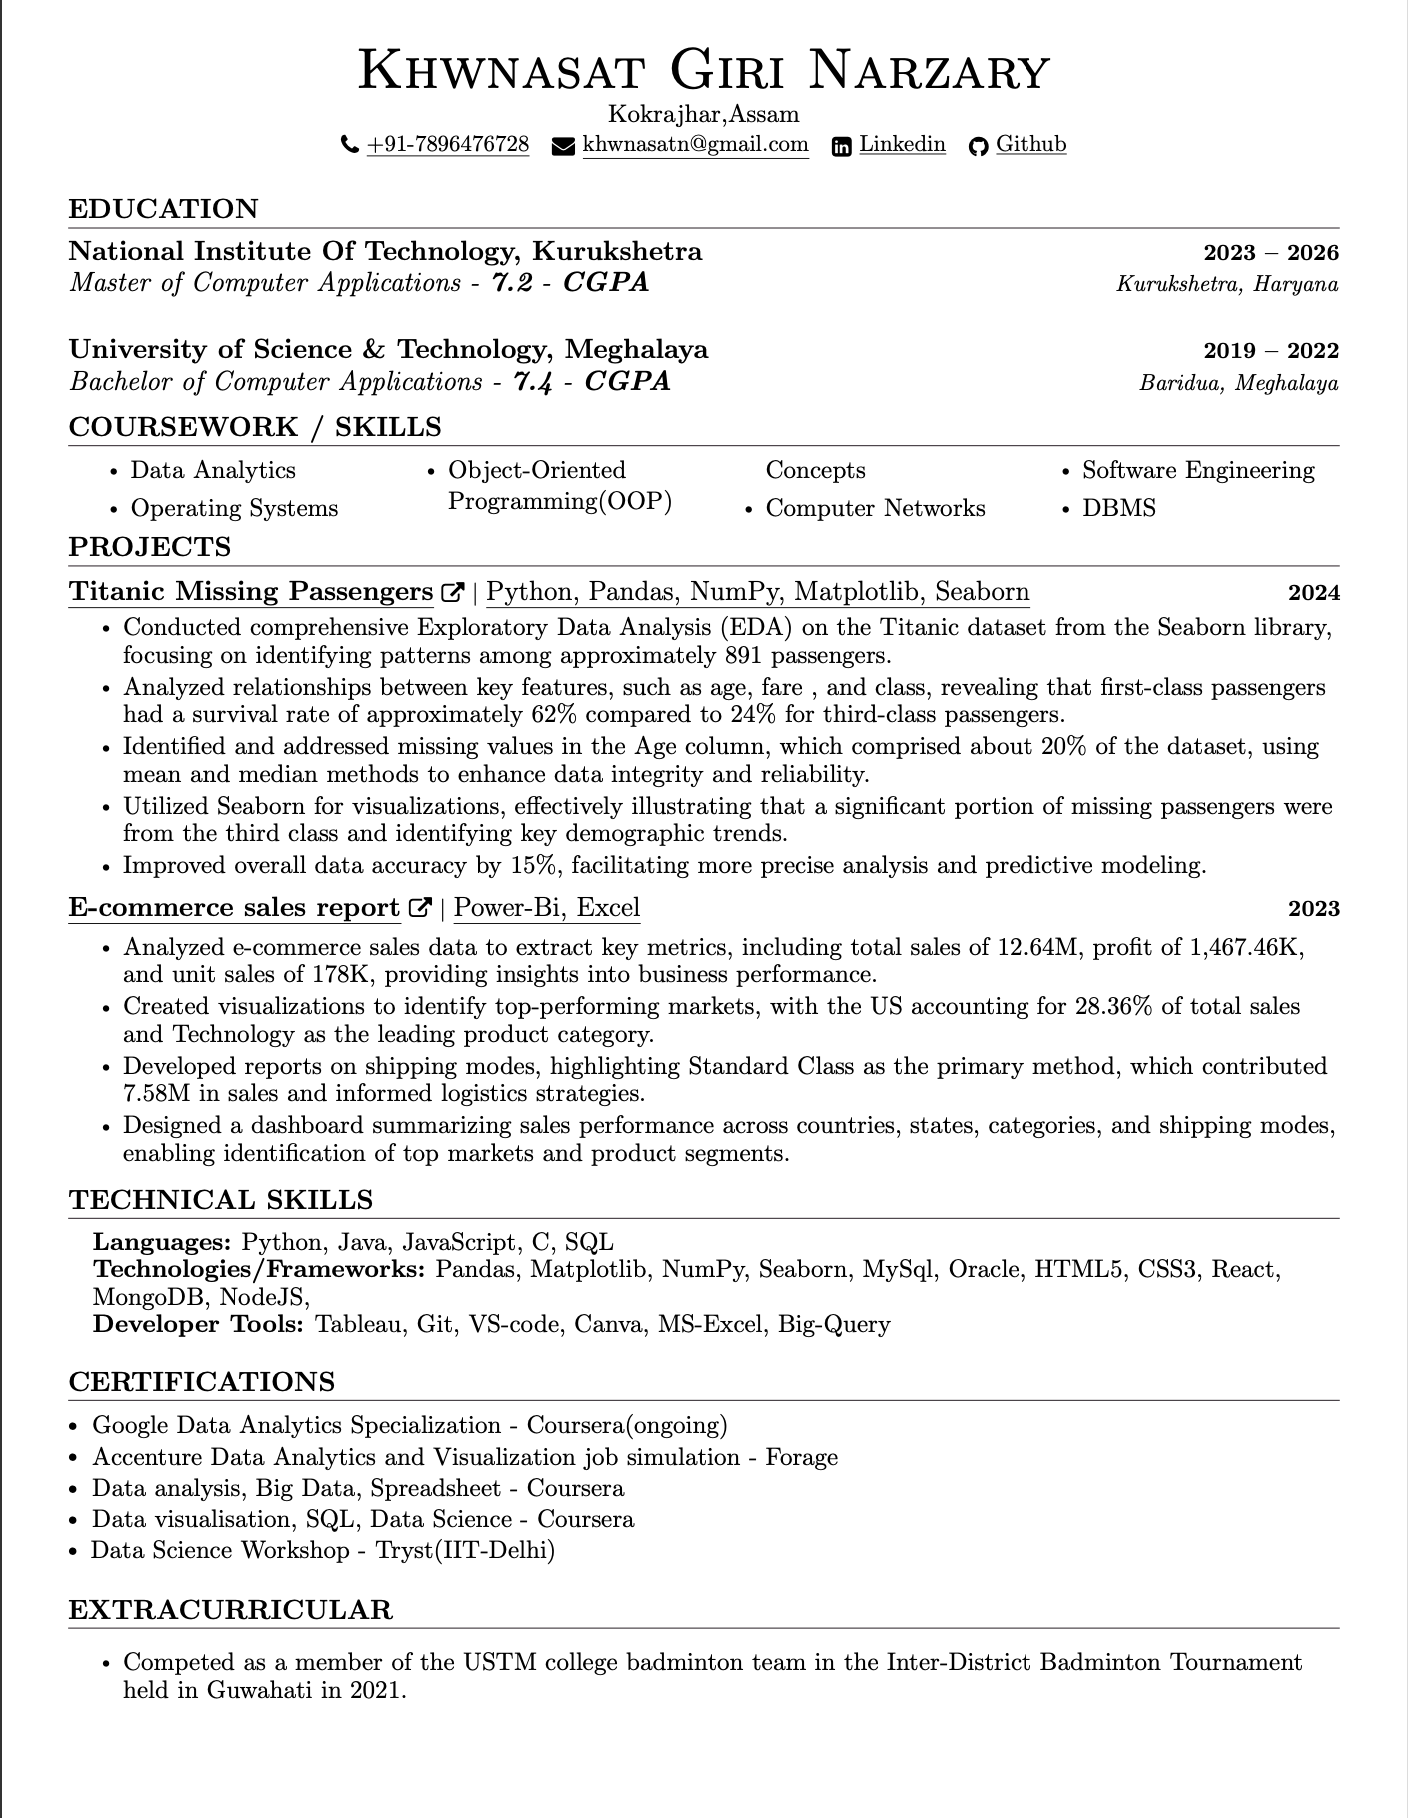 Khwnasat Giri Narzary
Kokrajhar,Assam
+91-7896476728 khwnasatn@gmail.com Linkedin Github
EDUCATION
National Institute Of Technology, Kurukshetra 2023 – 2026
Master of Computer Applications - 7.2 - CGPA Kurukshetra, Haryana
University of Science & Technology, Meghalaya 2019 – 2022
Bachelor of Computer Applications - 7.4 - CGPA Baridua, Meghalaya
COURSEWORK / SKILLS
• Data Analytics
• Operating Systems
• Object-Oriented
Programming(OOP)
Concepts
• Computer Networks
• Software Engineering
• DBMS
PROJECTS
Titanic Missing Passengers | Python, Pandas, NumPy, Matplotlib, Seaborn 2024
• Conducted comprehensive Exploratory Data Analysis (EDA) on the Titanic dataset from the Seaborn library,
focusing on identifying patterns among approximately 891 passengers.
• Analyzed relationships between key features, such as age, fare , and class, revealing that first-class passengers
had a survival rate of approximately 62% compared to 24% for third-class passengers.
• Identified and addressed missing values in the Age column, which comprised about 20% of the dataset, using
mean and median methods to enhance data integrity and reliability.
• Utilized Seaborn for visualizations, effectively illustrating that a significant portion of missing passengers were
from the third class and identifying key demographic trends.
• Improved overall data accuracy by 15%, facilitating more precise analysis and predictive modeling.
E-commerce sales report | Power-Bi, Excel 2023
• Analyzed e-commerce sales data to extract key metrics, including total sales of 12.64M, profit of 1,467.46K,
and unit sales of 178K, providing insights into business performance.
• Created visualizations to identify top-performing markets, with the US accounting for 28.36% of total sales
and Technology as the leading product category.
• Developed reports on shipping modes, highlighting Standard Class as the primary method, which contributed
7.58M in sales and informed logistics strategies.
• Designed a dashboard summarizing sales performance across countries, states, categories, and shipping modes,
enabling identification of top markets and product segments.
TECHNICAL SKILLS
Languages: Python, Java, JavaScript, C, SQL
Technologies/Frameworks: Pandas, Matplotlib, NumPy, Seaborn, MySql, Oracle, HTML5, CSS3, React,
MongoDB, NodeJS,
Developer Tools: Tableau, Git, VS-code, Canva, MS-Excel, Big-Query
CERTIFICATIONS
• Google Data Analytics Specialization - Coursera(ongoing)
• Accenture Data Analytics and Visualization job simulation - Forage
• Data analysis, Big Data, Spreadsheet - Coursera
• Data visualisation, SQL, Data Science - Coursera
• Data Science Workshop - Tryst(IIT-Delhi)
EXTRACURRICULAR
• Competed as a member of the USTM college badminton team in the Inter-District Badminton Tournament
held in Guwahati in 2021.